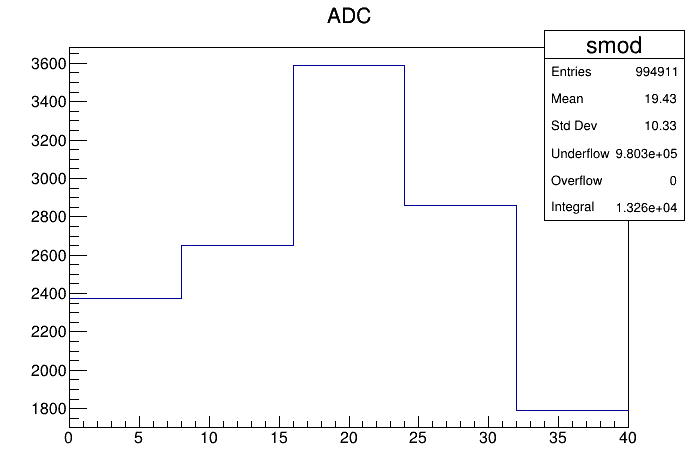 ADC
smod
Entries 994911
Mean 19.43
Std Dev 10.33
Underflow 9.803e+05
Overflow 0
Integral 1.326e+04
3600
3400
3200
3000
2800
2600
2400
2200
2000
1800
0 5 10 15 20 25 30 35 40